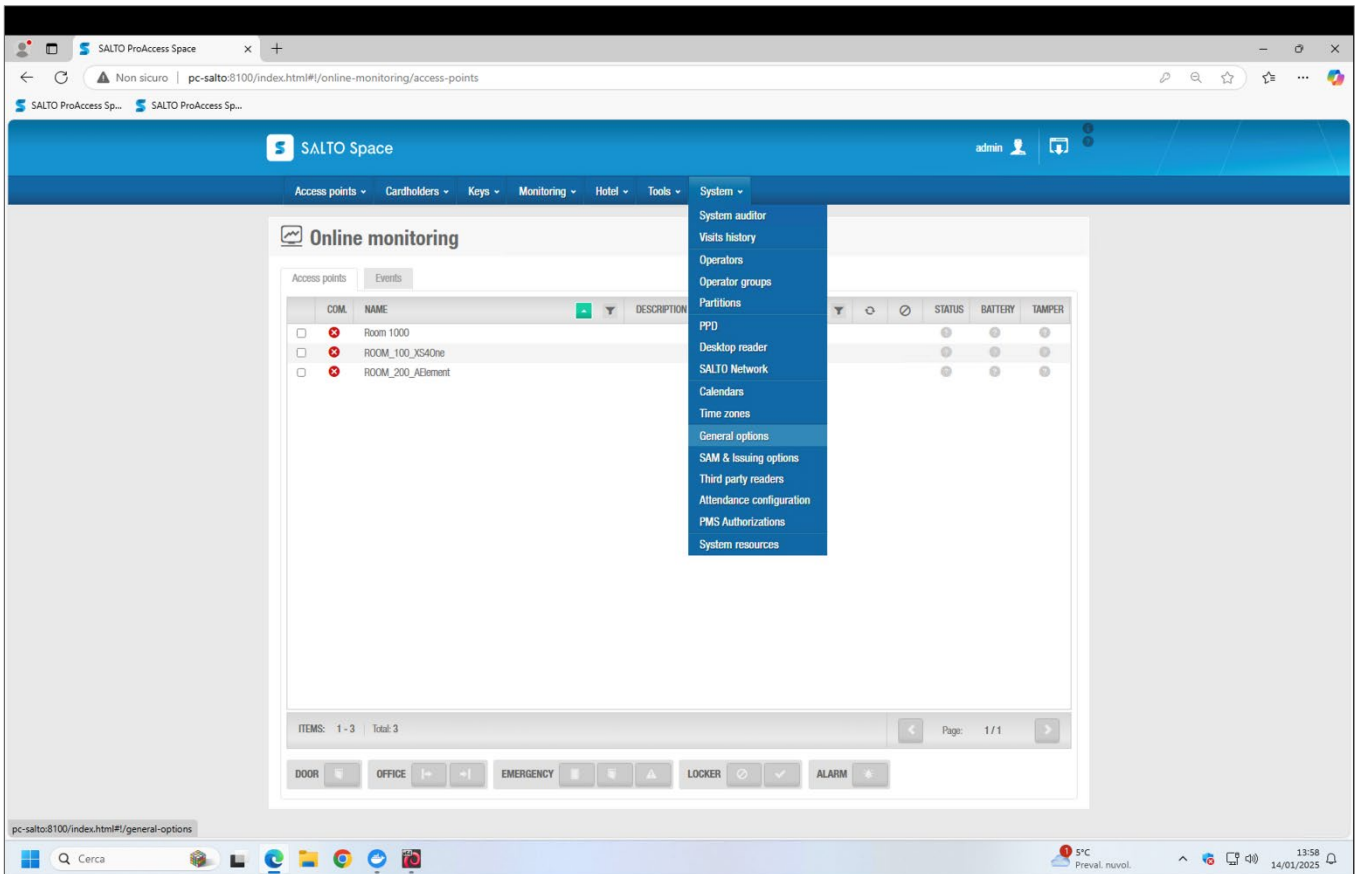 SALTO ProAccess Space
Non sicuro | pc-salto:8100/index.html#!/online-monitoring/access-points
SALTO ProAccess Sp... SALTO ProAccess Sp...
SALTO Space
admin
Access points Cardholders Keys Monitoring Hotel Tools System
System auditor
Visits history
Operators
Operator groups
Partitions
PPD
Desktop reader
SALTO Network
Calendars
Time zones
General options
SAM & Issuing options
Third party readers
Attendance configuration
PMS Authorizations
System resources
Online monitoring
Access points Events
COM. NAME DESCRIPTION STATUS BATTERY TAMPER
Room 1000
ROOM_100_XS4One
ROOM_200_AElement
ITEMS: 1 - 3 | Total: 3 Page: 1 / 1
DOOR OFFICE EMERGENCY LOCKER ALARM
pc-salto:8100/index.html#!/general-options
Cerca
1
5°C
Preval. nuvol.
13:58
14/01/2025